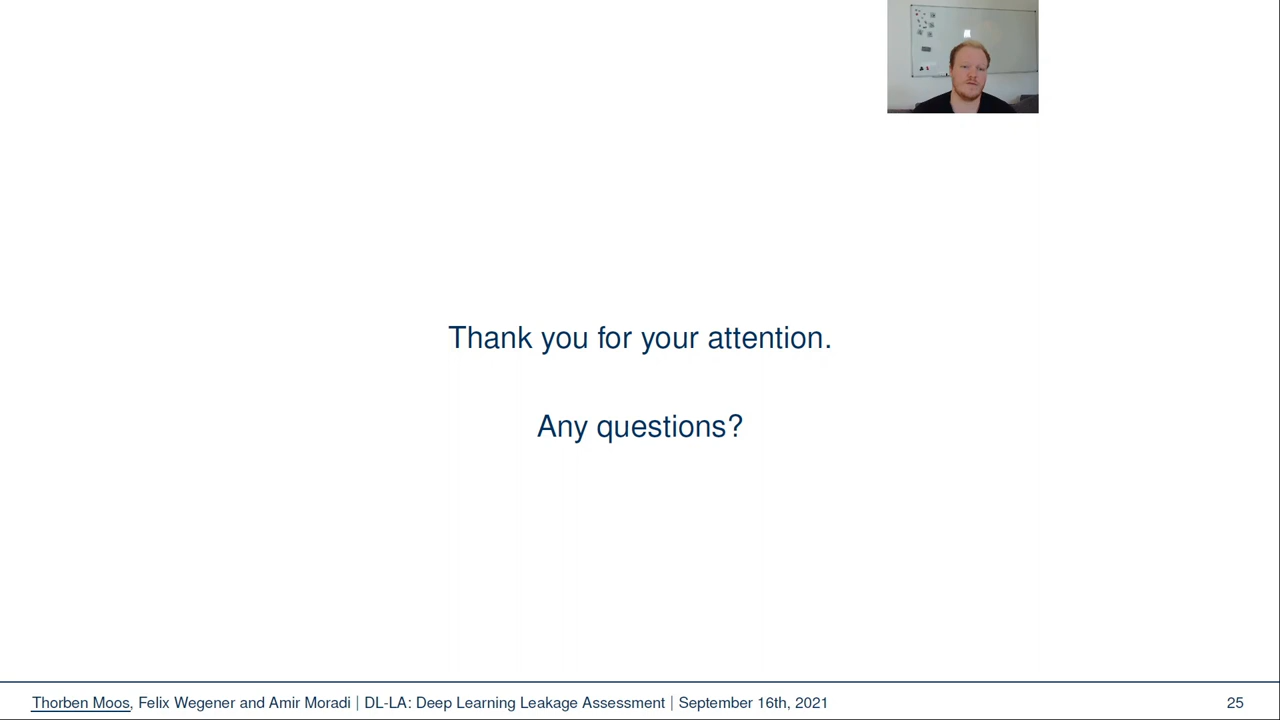 Thank you for your attention.
Any questions?
Thorben Moos, Felix Wegener and Amir Moradi | DL-LA: Deep Learning Leakage Assessment | September 16th, 2021 25